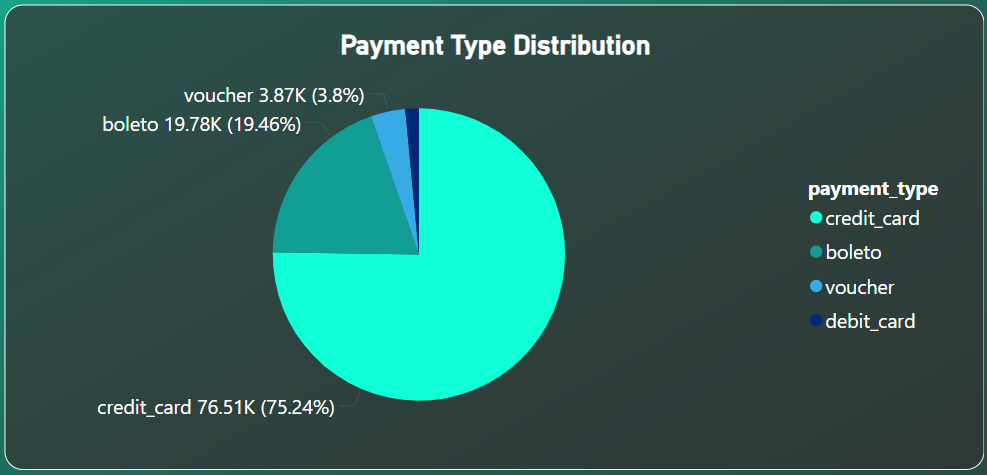 Payment Type Distribution
voucher 3.87K (3.8%)
boleto 19.78K (19.46%)
credit_card 76.51K (75.24%)
payment_type
credit_card
boleto
voucher
debit_card